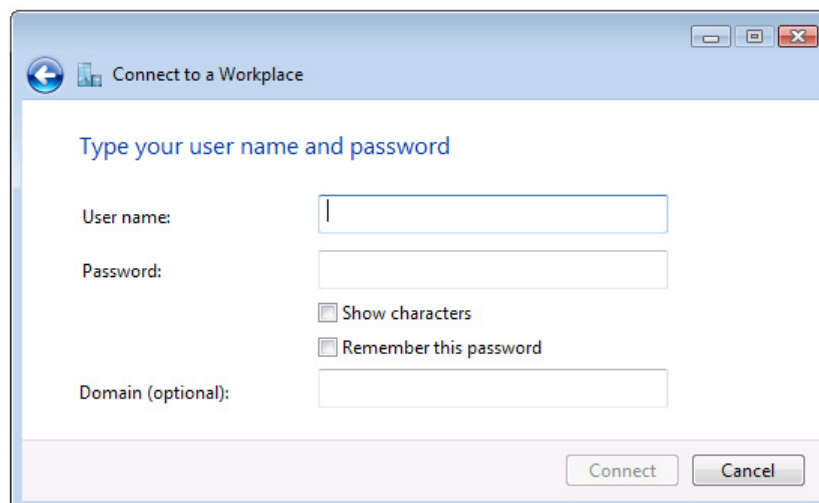 Connect to a Workplace
Type your user name and password
User name:
Password:
Show characters
Remember this password
Domain (optional):
Connect Cancel